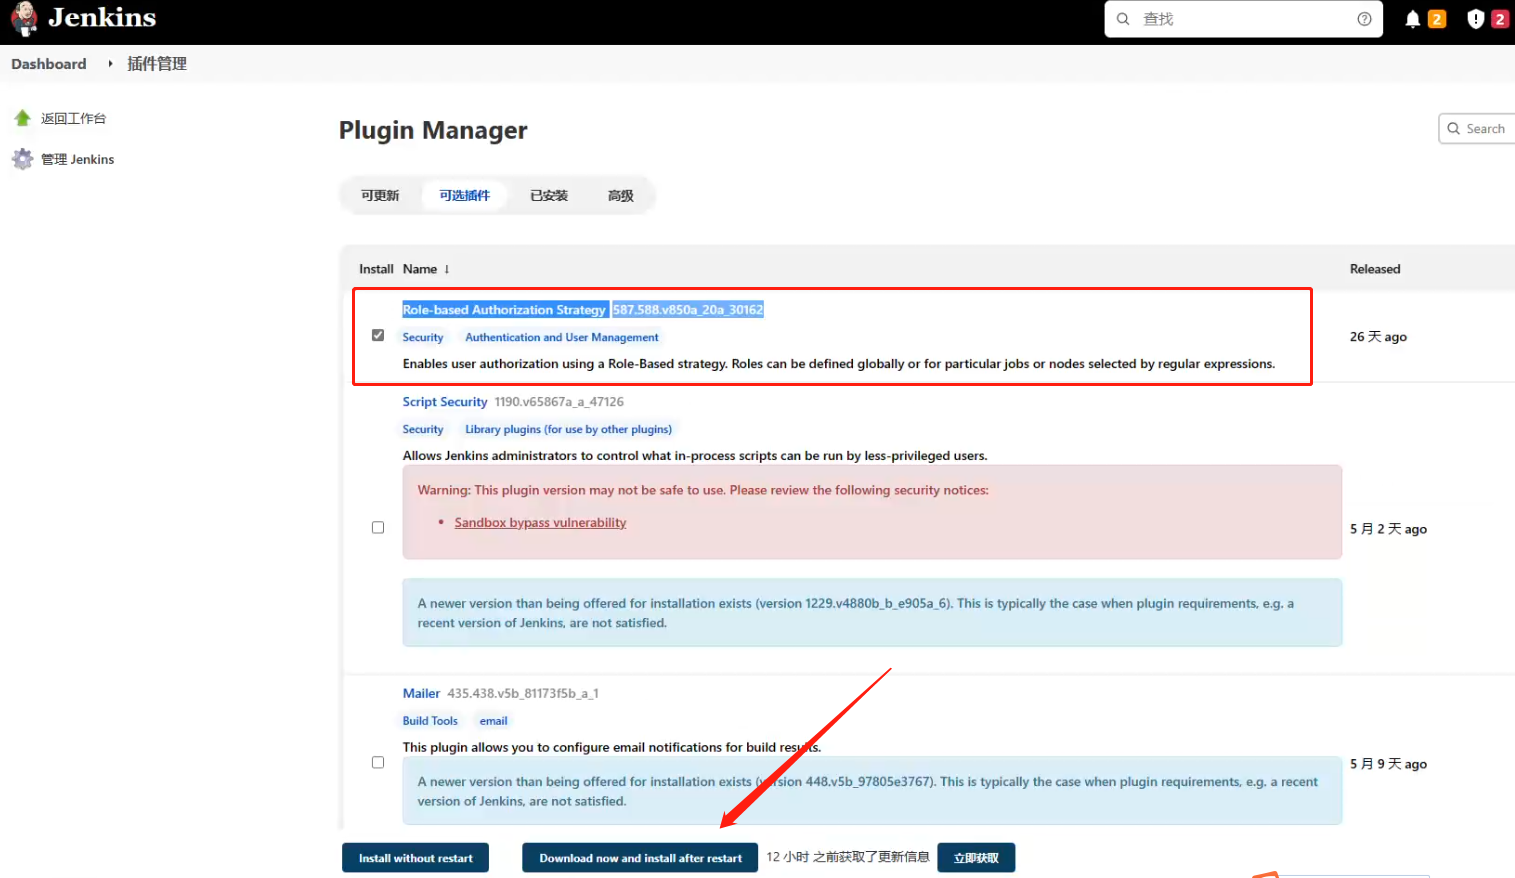 Jenkins
查找
2
2
Dashboard
插件管理
返回工作台
管理 Jenkins
Plugin Manager
Search
可更新
可选插件
已安装
高级
Install Name ↓ Released
Role-based Authorization Strategy 587.588.v850a_20a_30162
Security Authentication and User Management
26 天 ago
Enables user authorization using a Role-Based strategy. Roles can be defined globally or for particular jobs or nodes selected by regular expressions.
Script Security 1190.v65867a_a_47126
Security Library plugins (for use by other plugins)
Allows Jenkins administrators to control what in-process scripts can be run by less-privileged users.
Warning: This plugin version may not be safe to use. Please review the following security notices:
• Sandbox bypass vulnerability
5 月 2 天 ago
A newer version than being offered for installation exists (version 1229.v4880b_b_e905a_6). This is typically the case when plugin requirements, e.g. a
recent version of Jenkins, are not satisfied.
Mailer 435.438.v5b_81173f5b_a_1
Build Tools email
This plugin allows you to configure email notifications for build results.
5 月 9 天 ago
A newer version than being offered for installation exists (version 448.v5b_97805e3767). This is typically the case when plugin requirements, e.g. a recent
version of Jenkins, are not satisfied.
Install without restart
Download now and install after restart
12 小时 之前获取了更新信息
立即获取